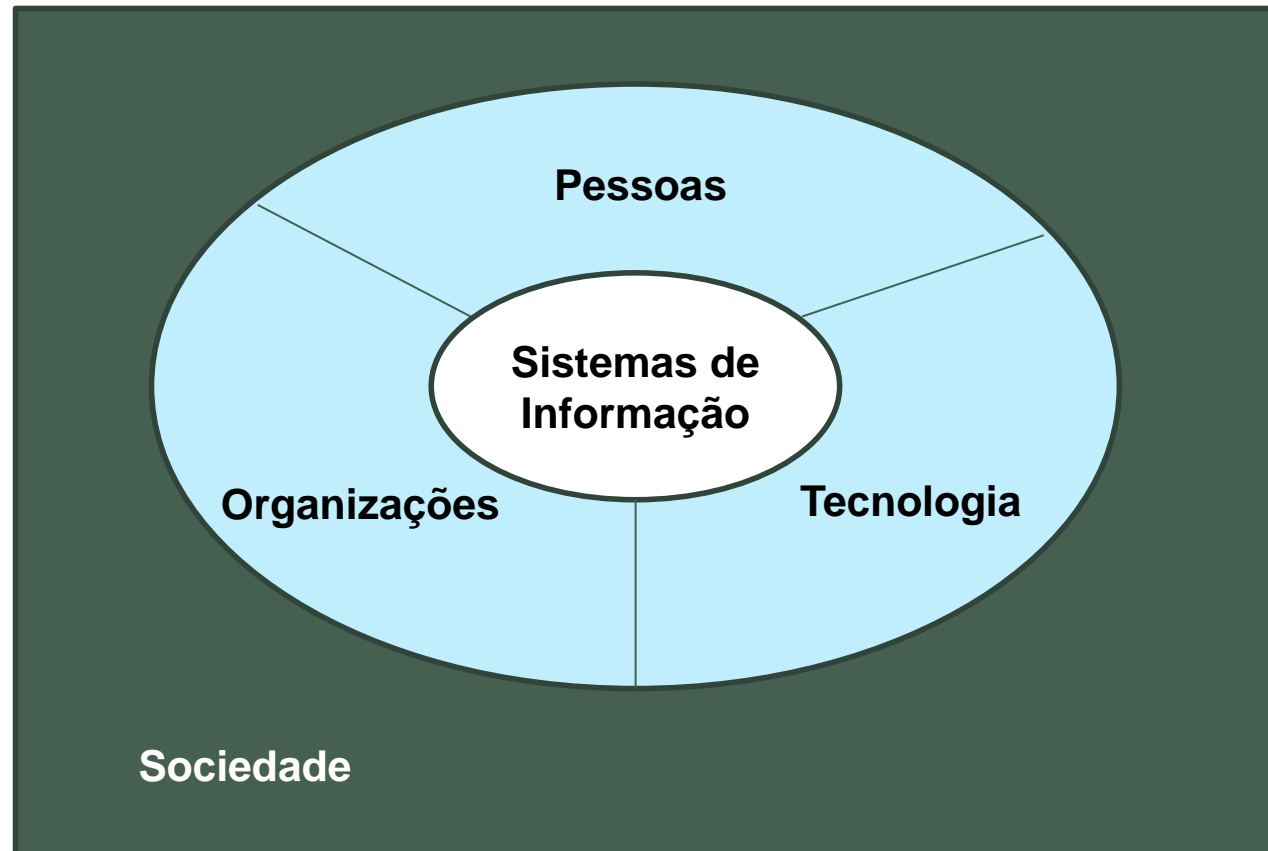 Pessoas
Sistemas de
Informação
Organizações
Tecnologia
Sociedade